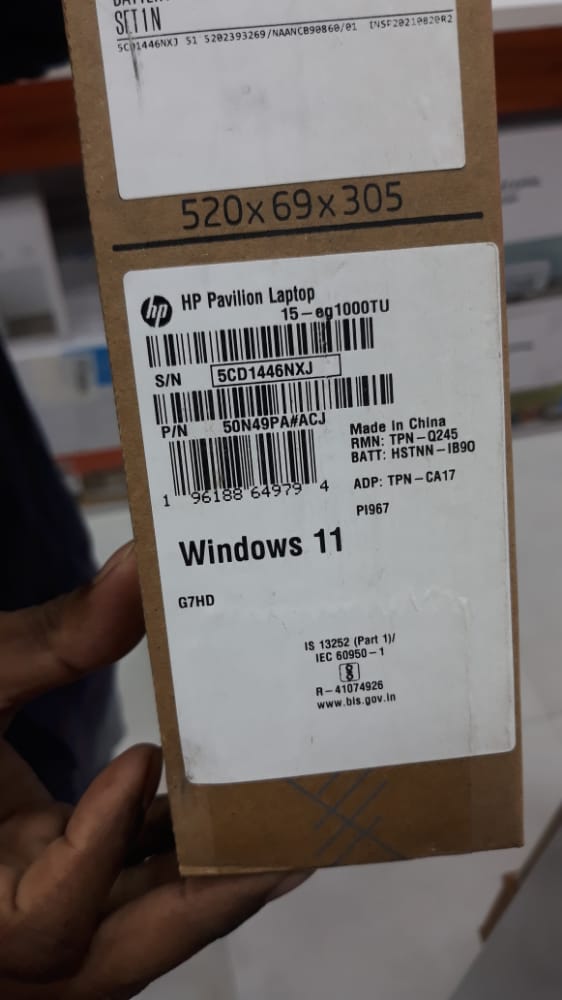 SET1N
5CD1446NXJ S1 5202393269/NAANCB90860/01 INSP20210820R2
520x69x305
hp HP Pavilion Laptop
15-eg1000TU
S/N 5CD1446NXJ
P/N 50N49PA#ACJ
Made in China
RMN: TPN-Q245
BATT: HSTNN-IB9O
1 96188 64979 4
ADP: TPN-CA17
PI967
Windows 11
G7HD
IS 13252 (Part 1)/
IEC 60950-1
R-41074926
www.bis.gov.in